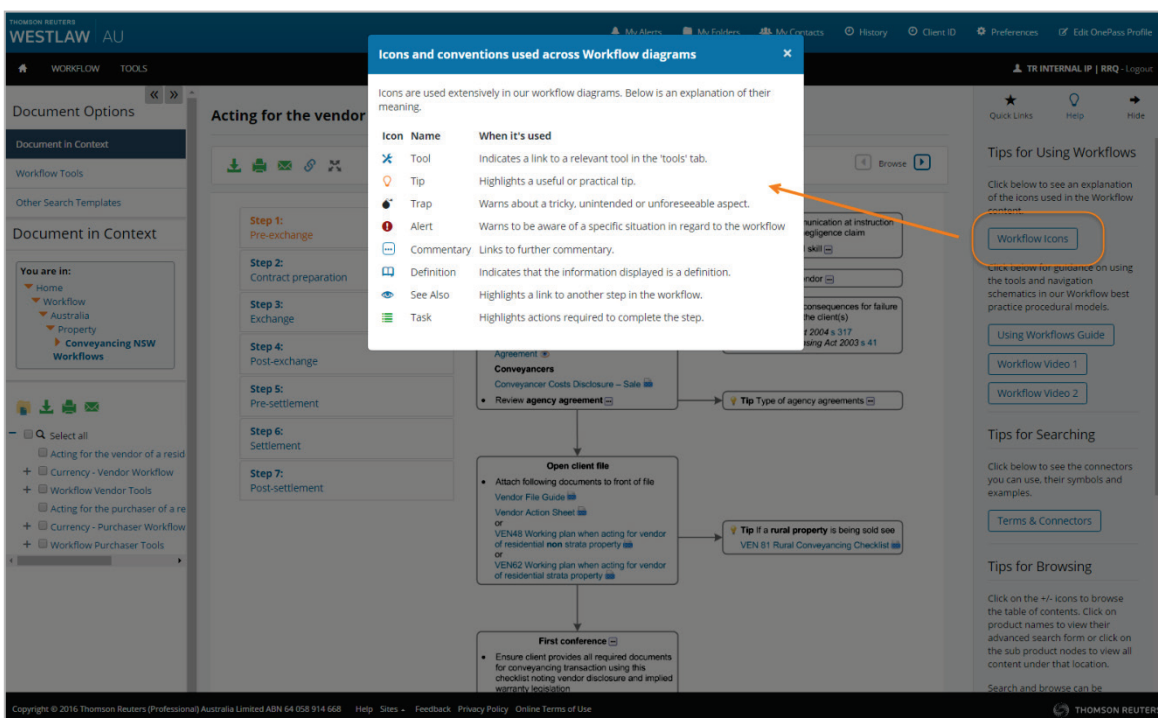 THOMSON REUTERS
WESTLAW AU
My Alerts My Folders My Contacts History Client ID Preferences Edit OnePass Profile
WORKFLOW TOOLS
TR INTERNAL IP | RRQ - Logout
Document Options
Document in Context
Workflow Tools
Other Search Templates
Document in Context
You are in:
Home
Workflow
Australia
Property
Conveyancing NSW
Workflows
Select all
Acting for the vendor of a resid
Currency - Vendor Workflow
Workflow Vendor Tools
Acting for the purchaser of a re
Currency - Purchaser Workflow
Workflow Purchaser Tools
Acting for the vendor
Browse
Step 1:
Pre-exchange
Step 2:
Contract preparation
Step 3:
Exchange
Step 4:
Post-exchange
Step 5:
Pre-settlement
Step 6:
Settlement
Step 7:
Post-settlement
Icons and conventions used across Workflow diagrams ×
Icons are used extensively in our workflow diagrams. Below is an explanation of their
meaning.
Icon Name When it's used
Tool Indicates a link to a relevant tool in the 'tools' tab.
Tip Highlights a useful or practical tip.
Trap Warns about a tricky, unintended or unforeseeable aspect.
Alert Warns to be aware of a specific situation in regard to the workflow
Commentary Links to further commentary.
Definition Indicates that the information displayed is a definition.
See Also Highlights a link to another step in the workflow.
Task Highlights actions required to complete the step.
at instruction
negligence claim
skill
consequences for failure
the client(s)
2004 s 317
Act 2003 s 41
Agreement
Conveyancers
Conveyancer Costs Disclosure – Sale
• Review agency agreement
Tip Type of agency agreements
Open client file
• Attach following documents to front of file
Vendor File Guide
Vendor Action Sheet
or
VEN48 Working plan when acting for vendor
of residential non strata property
or
VEN62 Working plan when acting for vendor
of residential strata property
Tip If a rural property is being sold see
VEN 81 Rural Conveyancing Checklist
First conference
• Ensure client provides all required documents
for conveyancing transaction using this
checklist noting vendor disclosure and implied
warranty legislation
Quick Links Help Hide
Tips for Using Workflows
Click below to see an explanation
of the icons used in the Workflow
content.
Workflow Icons
Click below for guidance on using
the tools and navigation
schematics in our Workflow best
practice procedural models.
Using Workflows Guide
Workflow Video 1
Workflow Video 2
Tips for Searching
Click below to see the connectors
you can use, their symbols and
examples.
Terms & Connectors
Tips for Browsing
Click on the +/- icons to browse
the table of contents. Click on
product names to view their
advanced search form or click on
the sub product nodes to view all
content under that location.
Search and browse can be
Copyright © 2016 Thomson Reuters (Professional) Australia Limited ABN 64 058 914 668 Help Sites Feedback Privacy Policy Online Terms of Use
THOMSON REUTERS